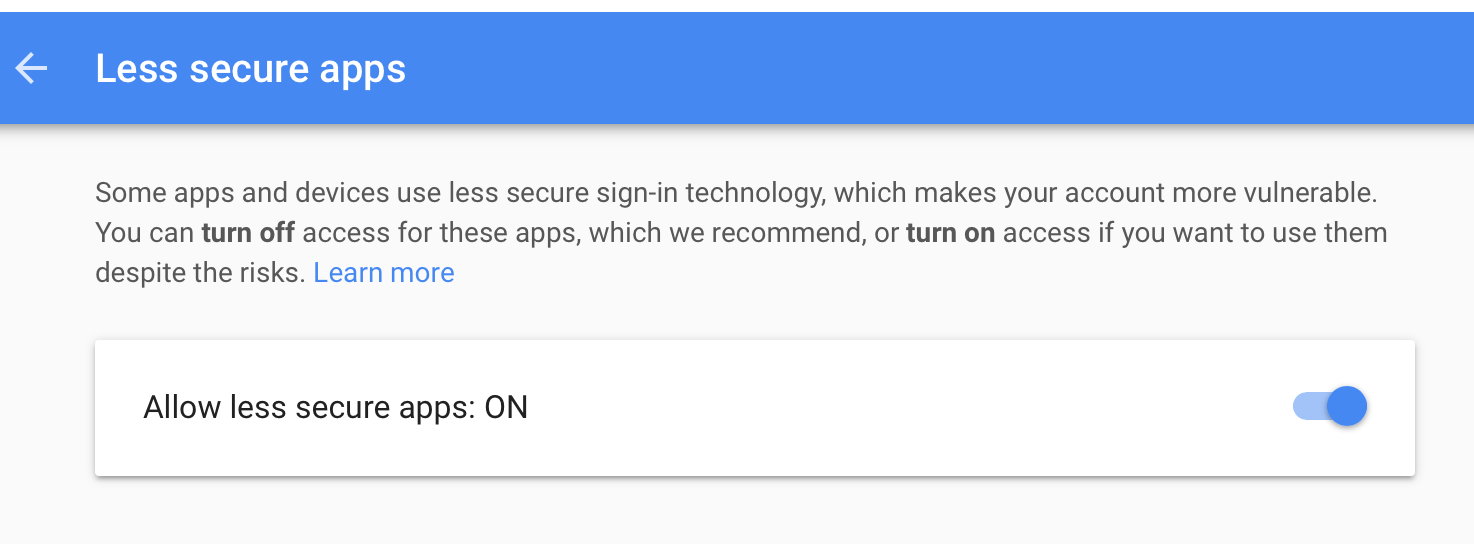 Less secure apps
Some apps and devices use less secure sign-in technology, which makes your account more vulnerable.
You can turn off access for these apps, which we recommend, or turn on access if you want to use them
despite the risks. Learn more
Allow less secure apps: ON